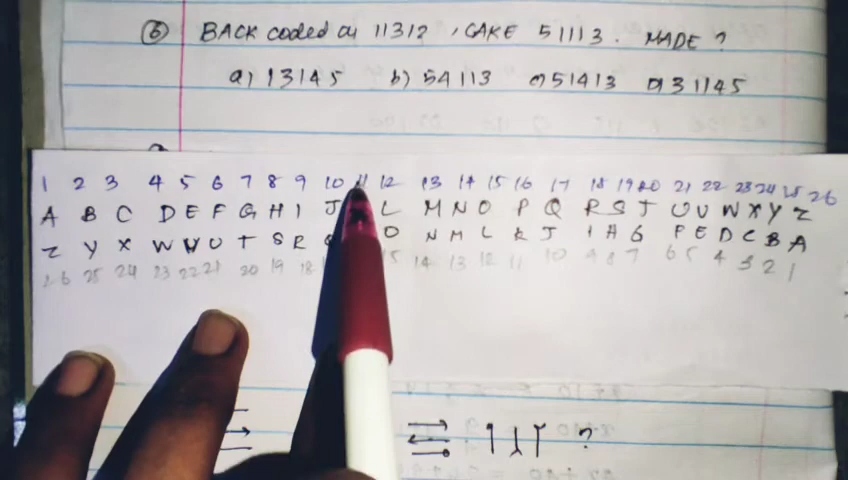 6 BACK coded as 11312 , CAKE 51113 . MADE ?
a) 13145 b) 54113 c) 51413 D) 31145
1 2 3 4 5 6 7 8 9 10 11 12 13 14 15 16 17 18 19 20 21 22 23 24 25 26
A B C D E F G H I J L M N O P Q R S T U V W X Y Z
Z Y X W V U T S R O N M L K J I H G F E D C B A
26 25 24 23 22 21 20 19 18 15 14 13 12 11 10 9 8 7 6 5 4 3 2 1
?